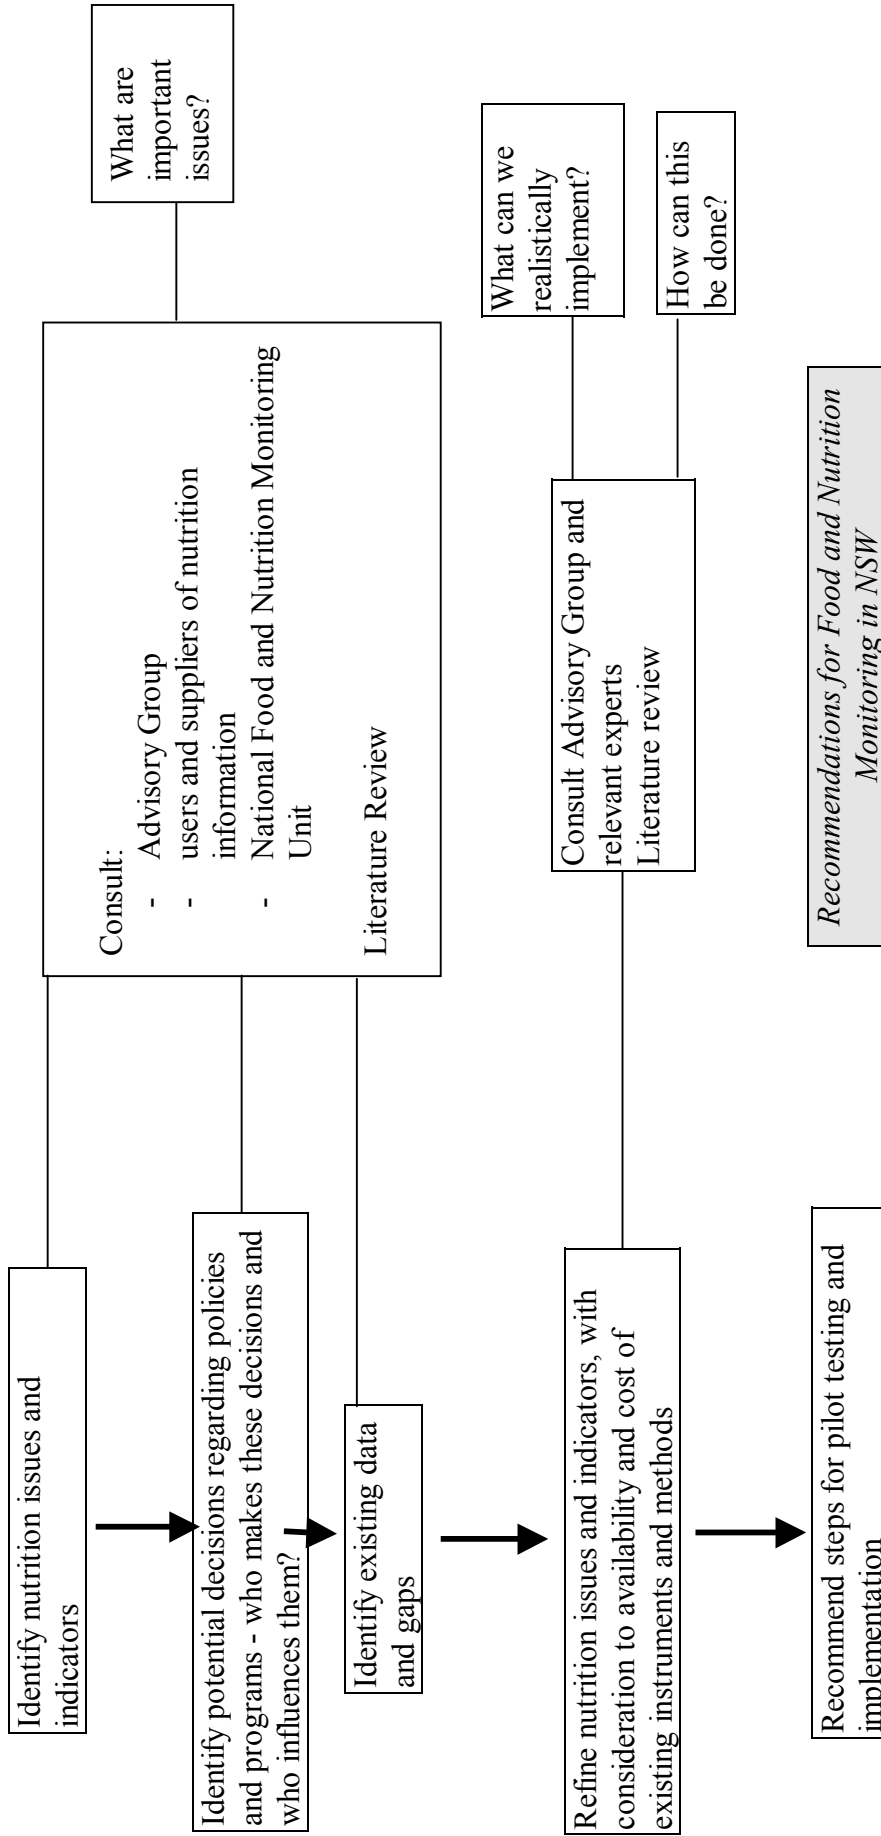 Identify nutrition issues and
indicators
Identify potential decisions regarding policies
and programs - who makes these decisions and
who influences them?
Identify existing data
and gaps
Refine nutrition issues and indicators, with
consideration to availability and cost of
existing instruments and methods
Recommend steps for pilot testing and
implementation
Consult:
- Advisory Group
- users and suppliers of nutrition
information
- National Food and Nutrition Monitoring
Unit
Literature Review
Consult Advisory Group and
relevant experts
Literature review
Recommendations for Food and Nutrition
Monitoring in NSW
What are
important
issues?
What can we
realistically
implement?
How can this
be done?